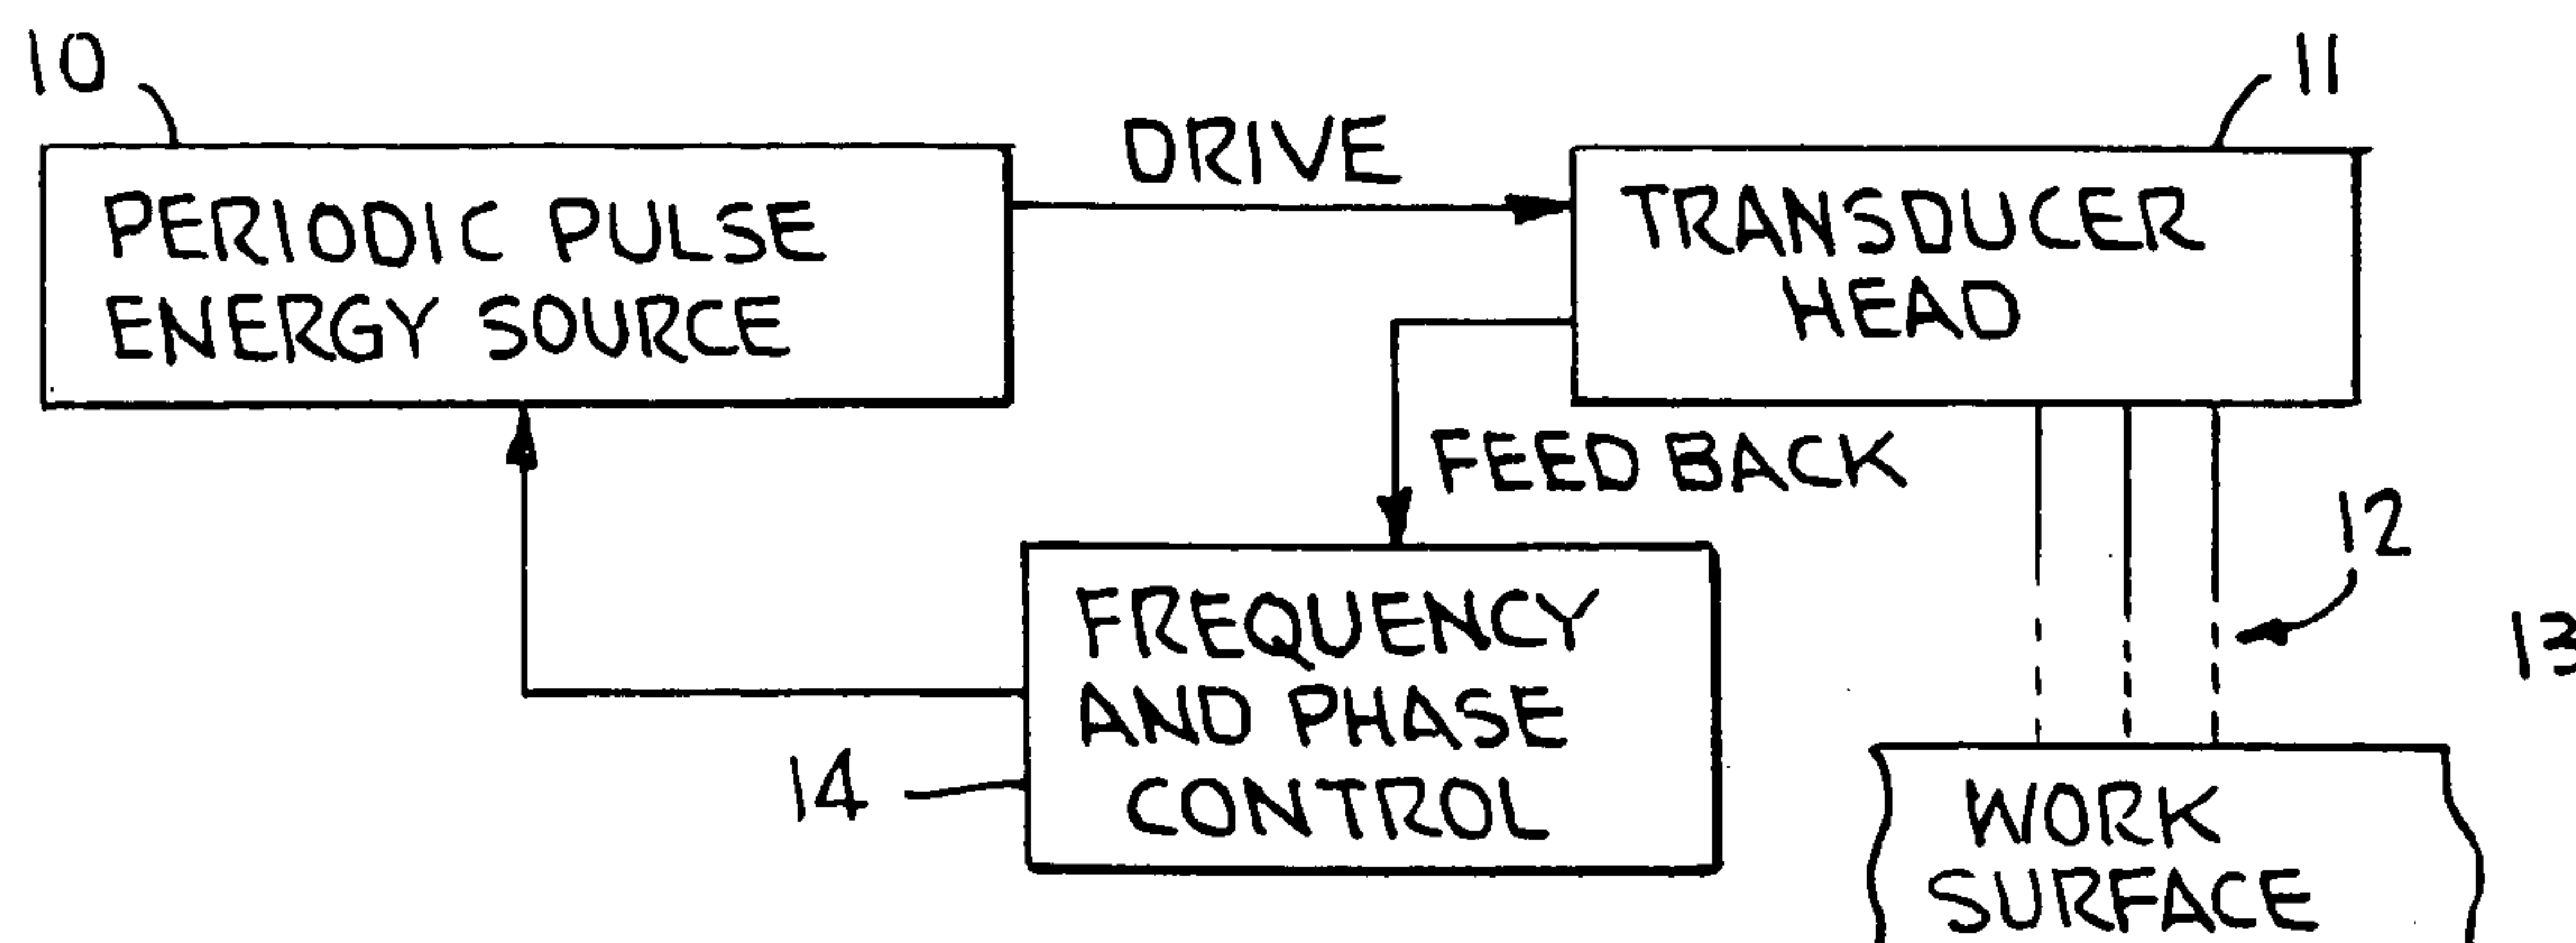 10
11
DRIVE
PERIODIC PULSE
ENERGY SOURCE
TRANSDUCER
HEAD
FEED BACK
12
13
FREQUENCY
AND PHASE
CONTROL
14
WORK
SURFACE